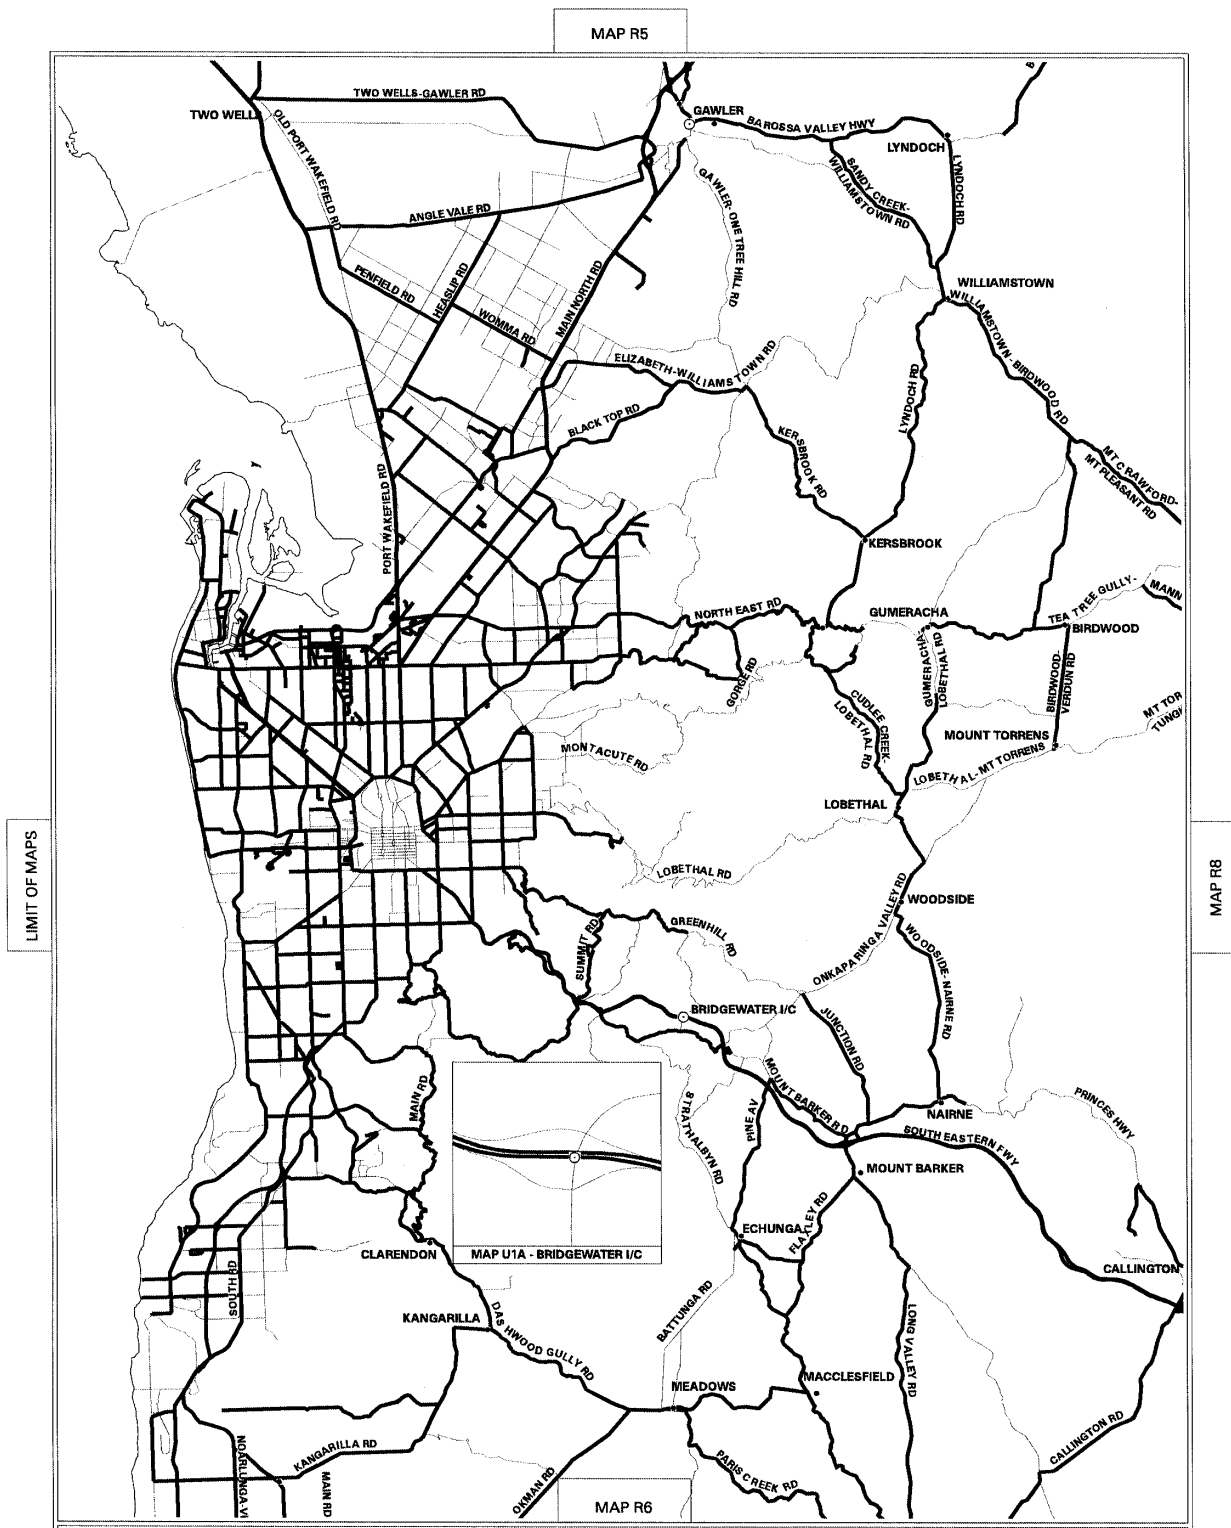 MAP R5
TWO WELLS-GAWLER RD
TWO WELLS
OLD PORT WAKEFIELD RD
GAWLER
BAROSSA VALLEY HWY
LYNDOCH
LYNDOCH RD
SANDY CREEK-
WILLIAMSTOWN RD
GAWLER- ONE TREE HILL RD
ANGLE VALE RD
PENFIELD RD
HEASLIP RD
WOMMA RD
MAIN NORTH RD
WILLIAMSTOWN
WILLIAMSTOWN - BIRDWOOD RD
ELIZABETH-WILLIAMSTOWN RD
BLACK TOP RD
KERSBROOK RD
LYNDOCH RD
MT CRAWFORD-
MT PLEASANT RD
PORT WAKEFIELD RD
KERSBROOK
NORTH EAST RD
GUMERACHA
TEA TREE GULLY-
MANN
BIRDWOOD
GUMERACHA-
LOBETHAL RD
BIRDWOOD
VERDUN RD
GORGE RD
CUDLEE CREEK-
LOBETHAL RD
MT TOR
TUNG
MOUNT TORRENS
MONTACUTE RD
LOBETHAL-MT TORRENS
LOBETHAL
LIMIT OF MAPS
MAP R8
LOBETHAL RD
WOODSIDE
GREENHILL RD
SUMMIT RD
ONKAPARINGA VALLEY RD
WOODSIDE-NAIRNE RD
BRIDGEWATER I/C
JUNCTION RD
MAIN RD
MOUNT BARKER RD
STRATHALBYN RD
PINE AV
NAIRNE
PRINCES HWY
SOUTH EASTERN FWY
MOUNT BARKER
ECHUNGA
FLAXLEY RD
MAP U1A - BRIDGEWATER I/C
CLARENDON
CALLINGTON
SOUTH RD
KANGARILLA
DASHWOOD GULLY RD
BATTUNGA RD
LONG VALLEY RD
MEADOWS
MACCLESFIELD
KANGARILLA RD
NOARLUNGA-VI
MAIN RD
OKMAN RD
PARIS CREEK RD
CALLINGTON RD
MAP R6